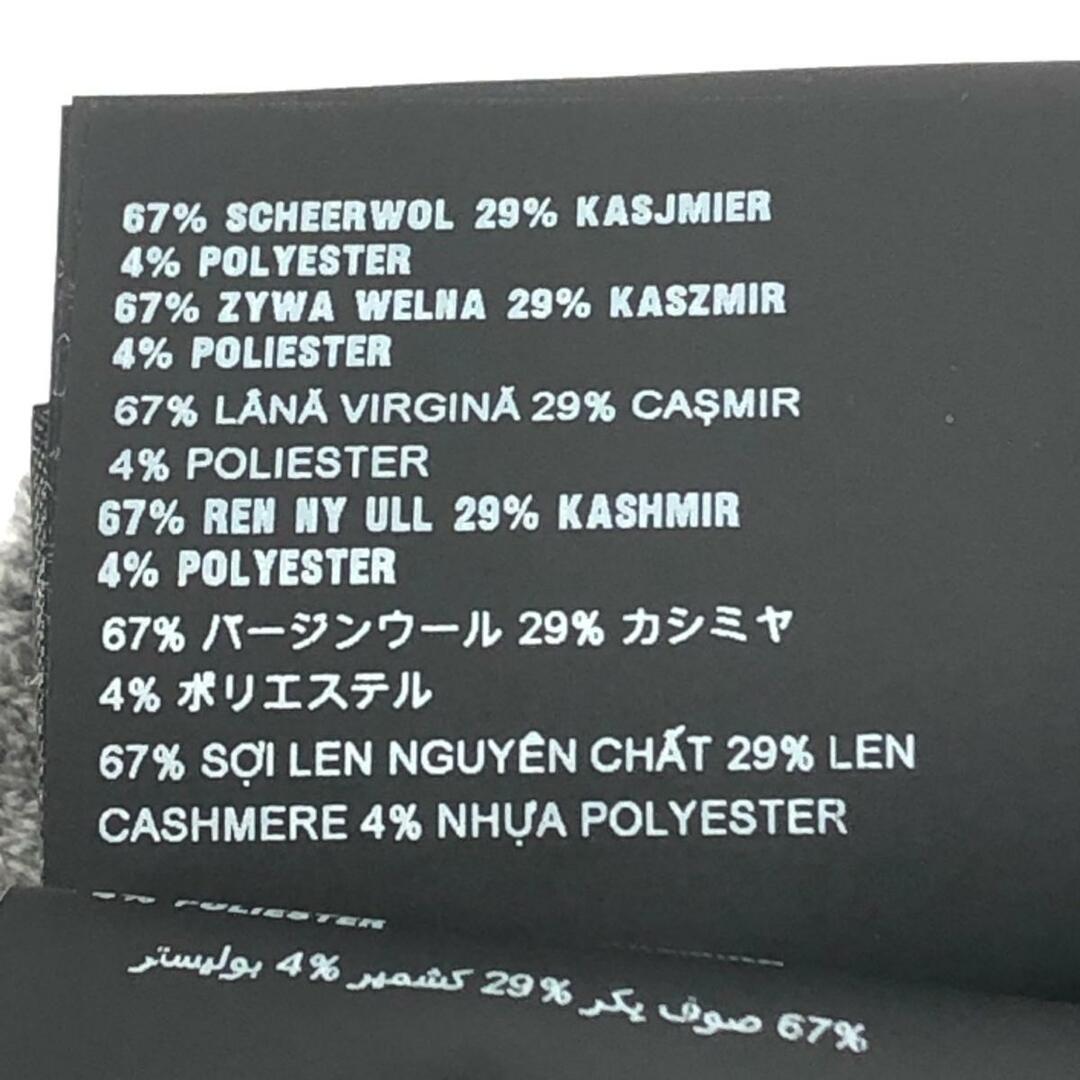 67% SCHEERWOL 29% KASJMIER
4% POLYESTER
67% ZYWA WELNA 29% KASZMIR
4% POLIESTER
67% LÂNĂ VIRGINĂ 29% CAŞMIR
4% POLIESTER
67% REN NY ULL 29% KASHMIR
4% POLYESTER
67% バージンウール 29% カシミヤ
4% ポリエステル
67% SỢI LEN NGUYÊN CHẤT 29% LEN
CASHMERE 4% NHỰA POLYESTER
4% POLIESTER
67% صوف بكر 29% كشمير 4% بوليستر